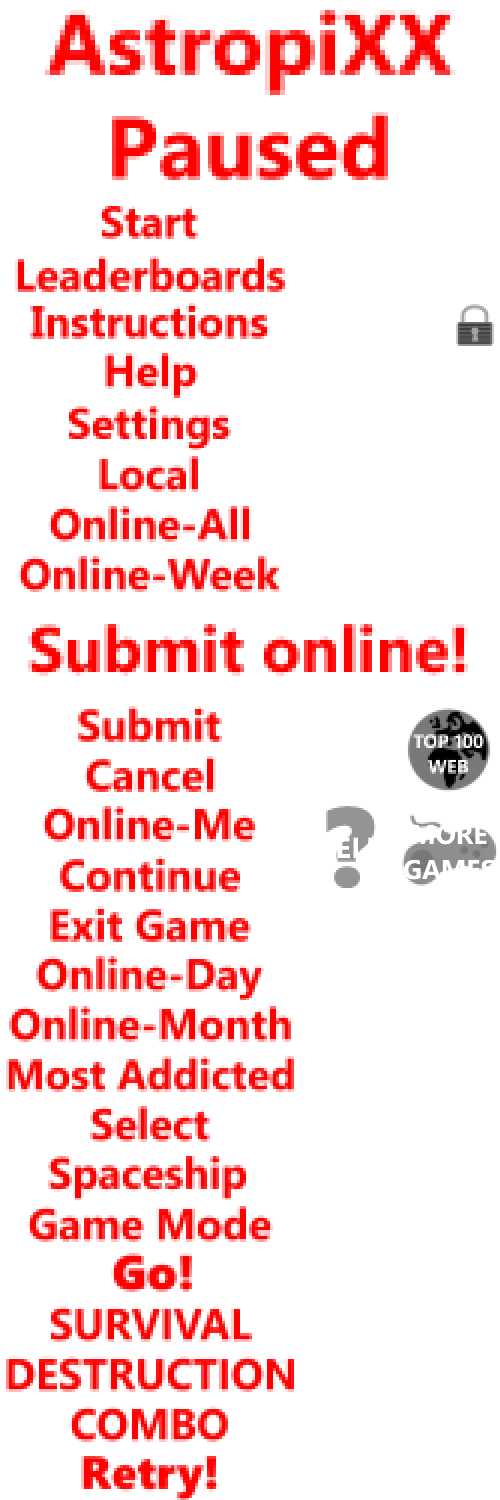 AstropiXX
Paused
Start
Leaderboards
Instructions
Help
Settings
Local
Online-All
Online-Week
Submit online!
Submit
TOP 100
WEB
Cancel
Online-Me
MORE
GAMES
Continue
Exit Game
Online-Day
Online-Month
Most Addicted
Select
Spaceship
Game Mode
Go!
SURVIVAL
DESTRUCTION
COMBO
Retry!